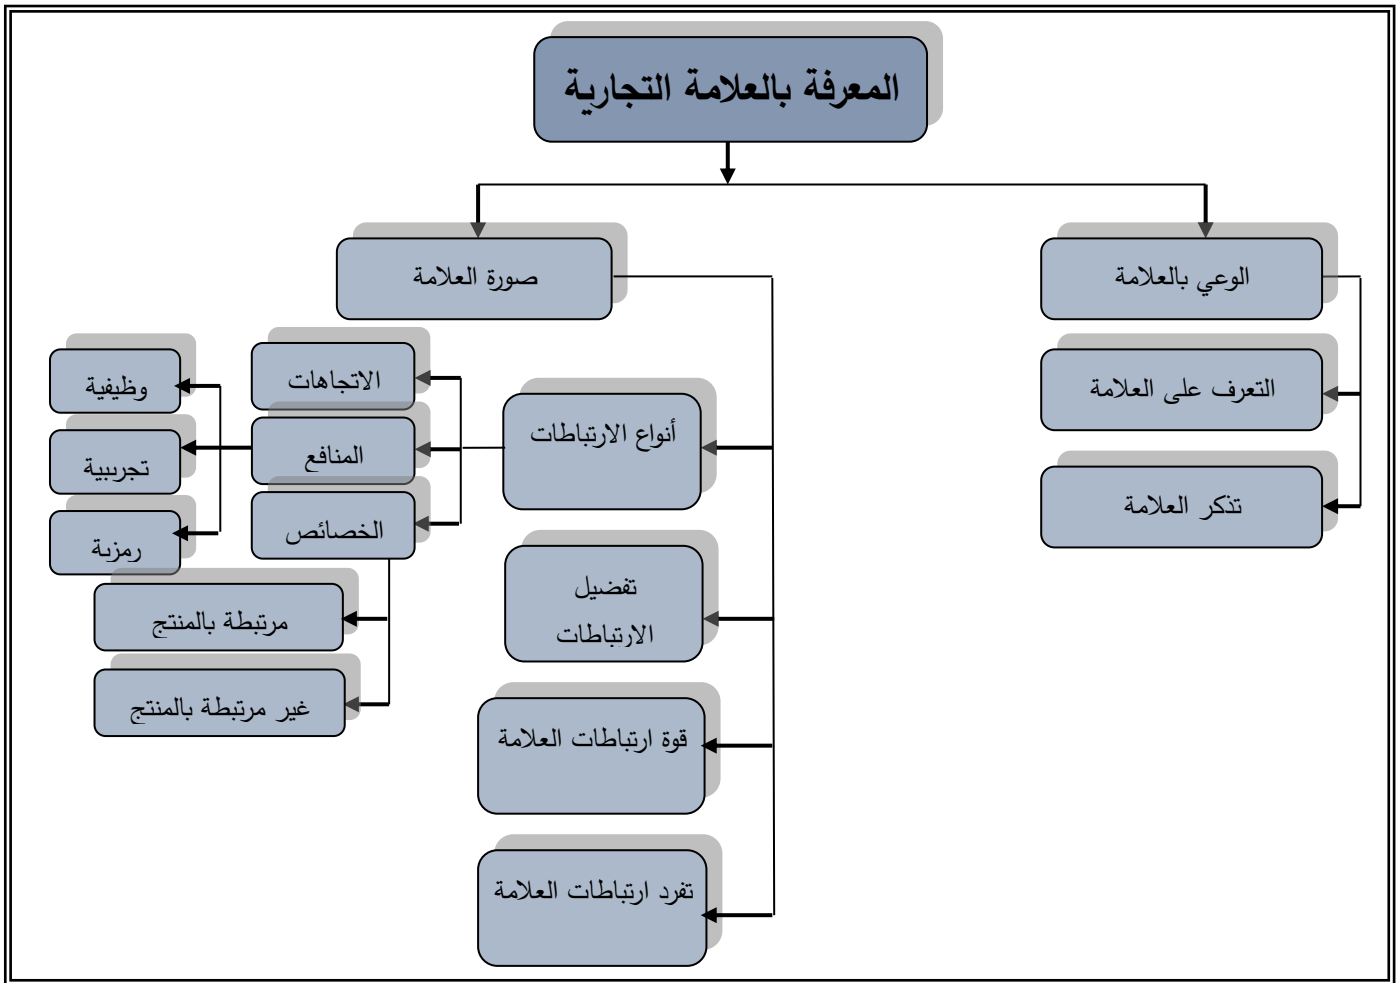 المعرفة بالعلامة التجارية
الوعي بالعلامة
صورة العلامة
التعرف على العلامة
تذكر العلامة
أنواع الارتباطات
تفضيل
الارتباطات
قوة ارتباطات العلامة
تفرد ارتباطات العلامة
الاتجاهات
المنافع
الخصائص
وظيفية
تجريبية
رمزية
مرتبطة بالمنتج
غير مرتبطة بالمنتج